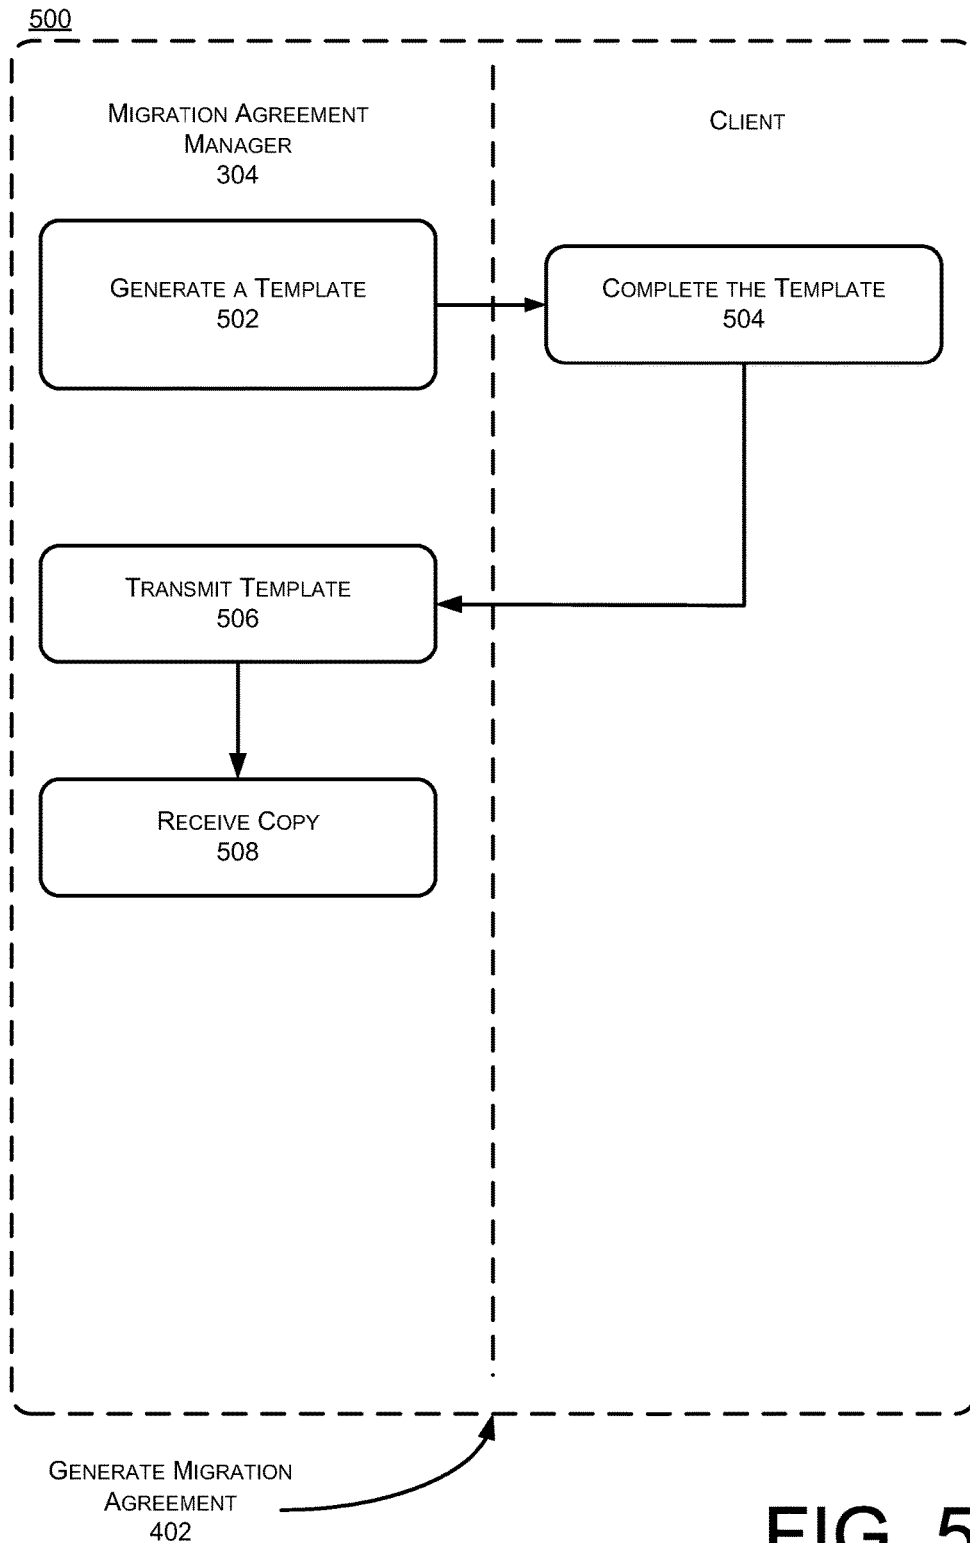 500
MIGRATION AGREEMENT
MANAGER
304
CLIENT
GENERATE A TEMPLATE
502
COMPLETE THE TEMPLATE
504
TRANSMIT TEMPLATE
506
RECEIVE COPY
508
GENERATE MIGRATION
AGREEMENT
402
FIG. 5